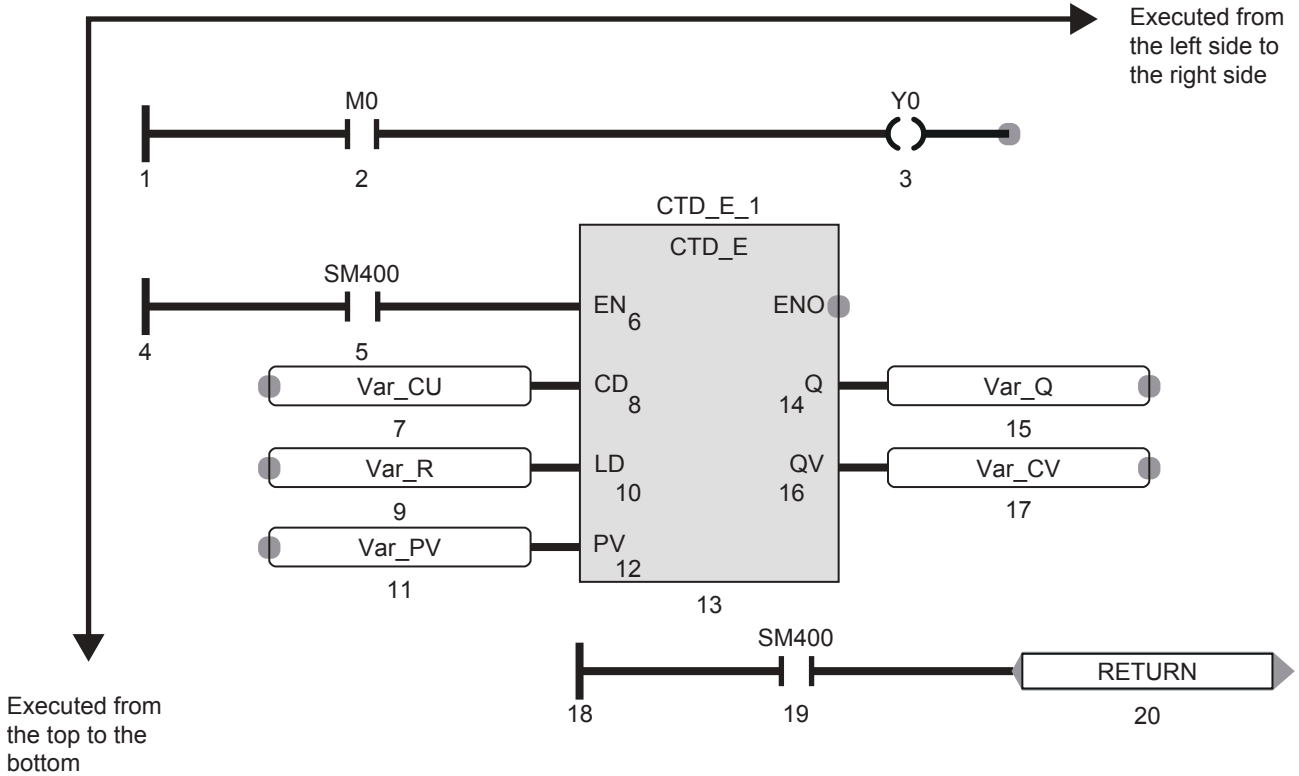 Executed from
the left side to
the right side
M0
Y0
1
2
3
CTD_E_1
CTD_E
SM400
EN
6
ENO
4
5
Var_CU
CD
8
Q
14
Var_Q
7
15
Var_R
LD
10
QV
16
Var_CV
9
17
Var_PV
PV
12
11
13
SM400
RETURN
18
19
20
Executed from
the top to the
bottom